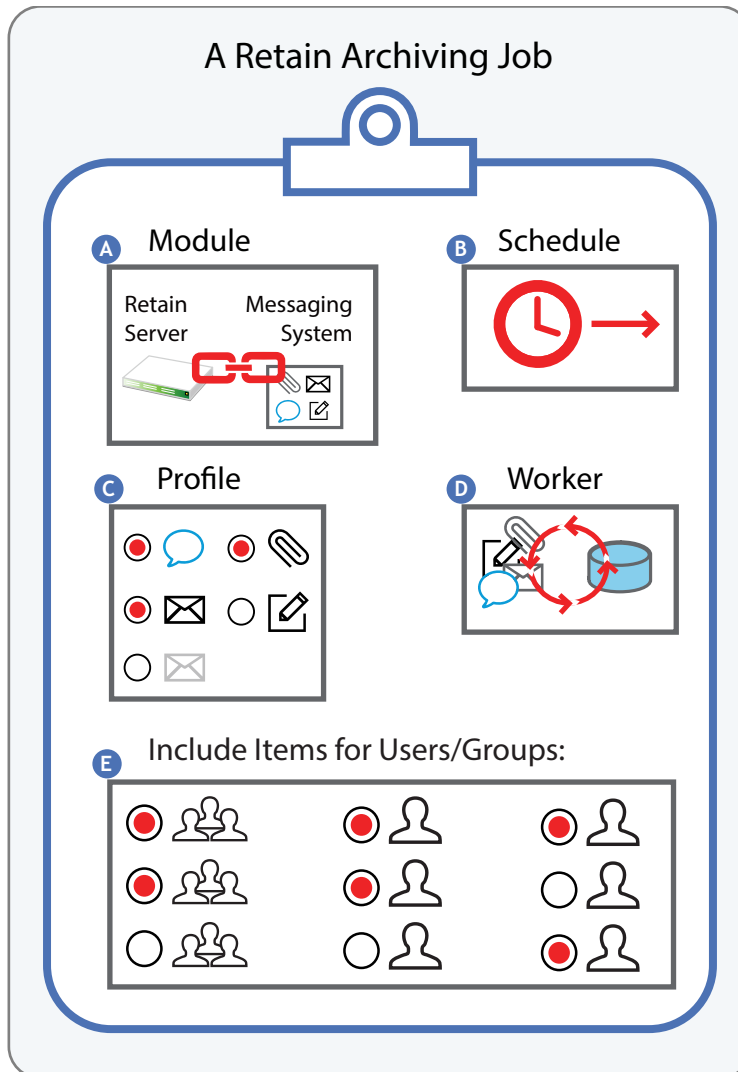 A Retain Archiving Job
A Module
Retain
Server
Messaging
System
B Schedule
C Profile
D Worker
E Include Items for Users/Groups: